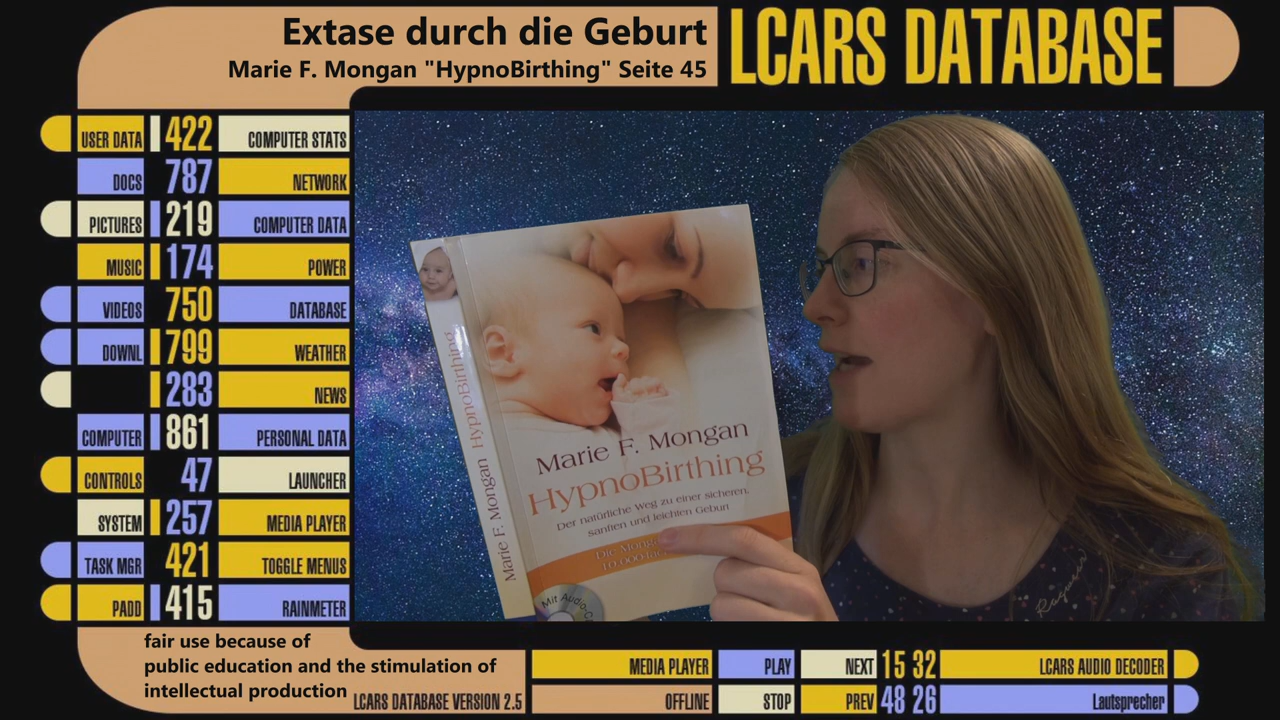 Extase durch die Geburt
Marie F. Mongan "HypnoBirthing" Seite 45
LCARS DATABASE
USER DATA 422 COMPUTER STATS
DOCS 787 NETWORK
PICTURES 219 COMPUTER DATA
MUSIC 174 POWER
VIDEOS 750 DATABASE
DOWNL 799 WEATHER
283 NEWS
COMPUTER 861 PERSONAL DATA
CONTROLS 47 LAUNCHER
SYSTEM 257 MEDIA PLAYER
TASK MGR 421 TOGGLE MENUS
PADD 415 RAINMETER
Marie F. Mongan HypnoBirthing
Marie F. Mongan
HypnoBirthing
Der natürliche Weg zu einer sicheren,
sanften und leichten Geburt
Die
10.000
Mit Audio-C
fair use because of
public education and the stimulation of
intellectual production
LCARS DATABASE VERSION 2.5
MEDIA PLAYER PLAY NEXT 15 32 LCARS AUDIO DECODER
OFFLINE STOP PREV 48 26 Lautsprecher